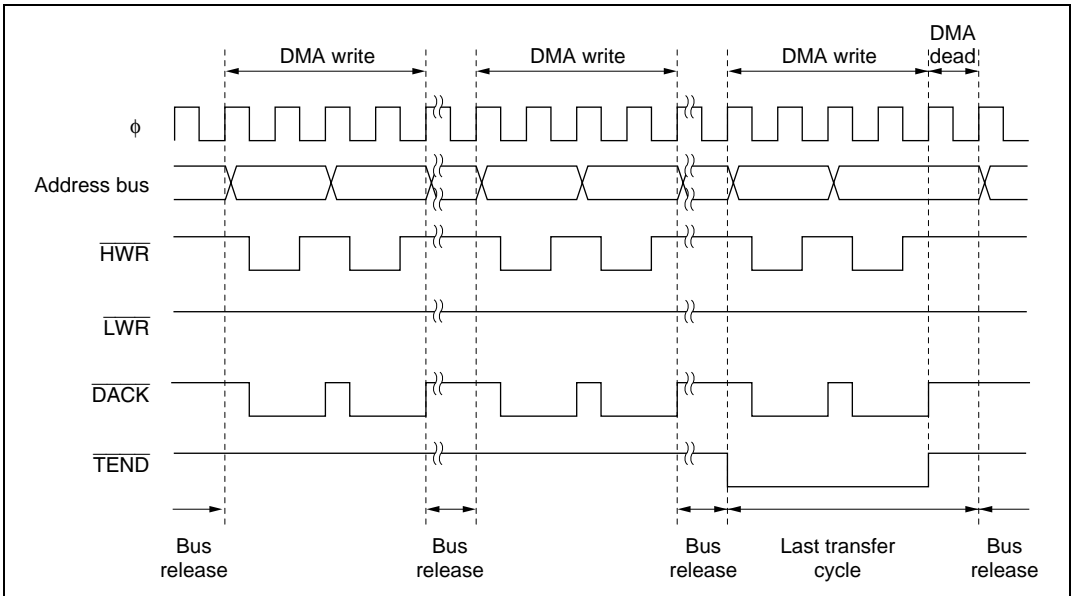 DMA
dead
DMA write
DMA write
DMA write
ϕ
Address bus
HWR
LWR
DACK
TEND
Bus
release
Bus
release
Bus
release
Last transfer
cycle
Bus
release